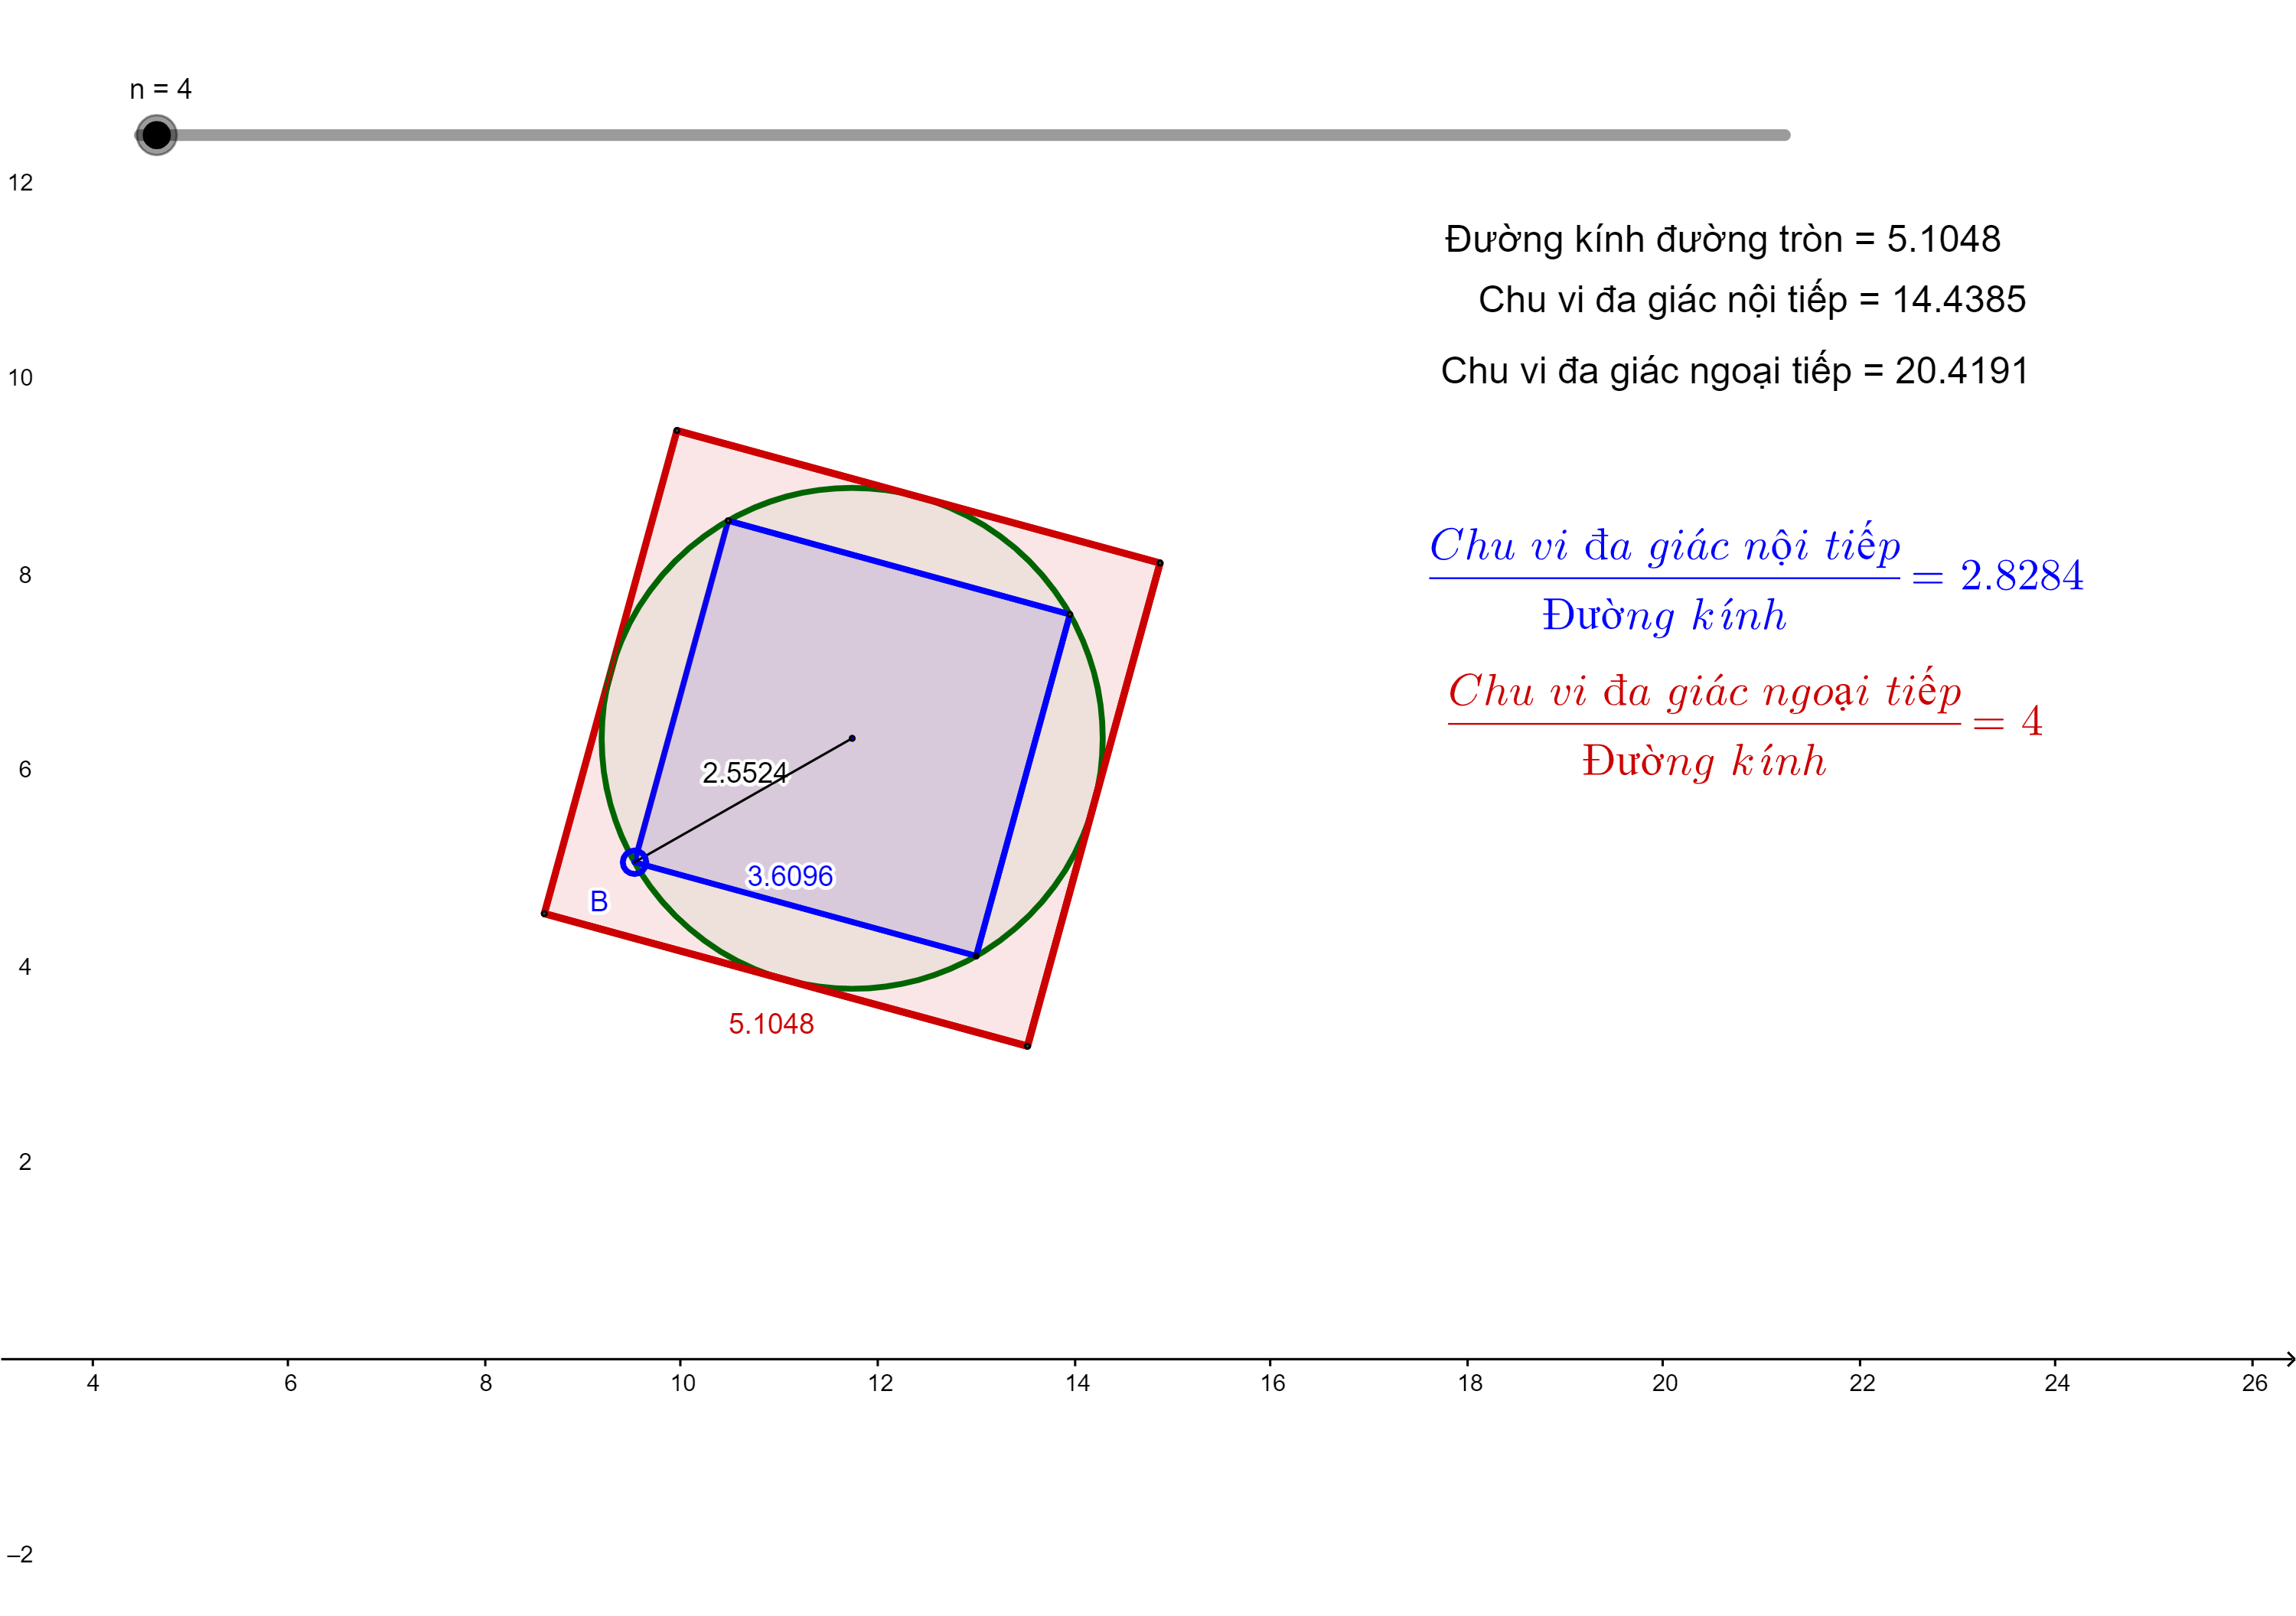 n = 4
12
Đường kính đường tròn = 5.1048
Chu vi đa giác nội tiếp = 14.4385
Chu vi đa giác ngoại tiếp = 20.4191
10
8
Chu vi đa giác nội tiếp
= 2.8284
Đường kính
Chu vi đa giác ngoại tiếp
= 4
Đường kính
6
2.5524
3.6096
B
4
5.1048
2
4 6 8 10 12 14 16 18 20 22 24 26
–2